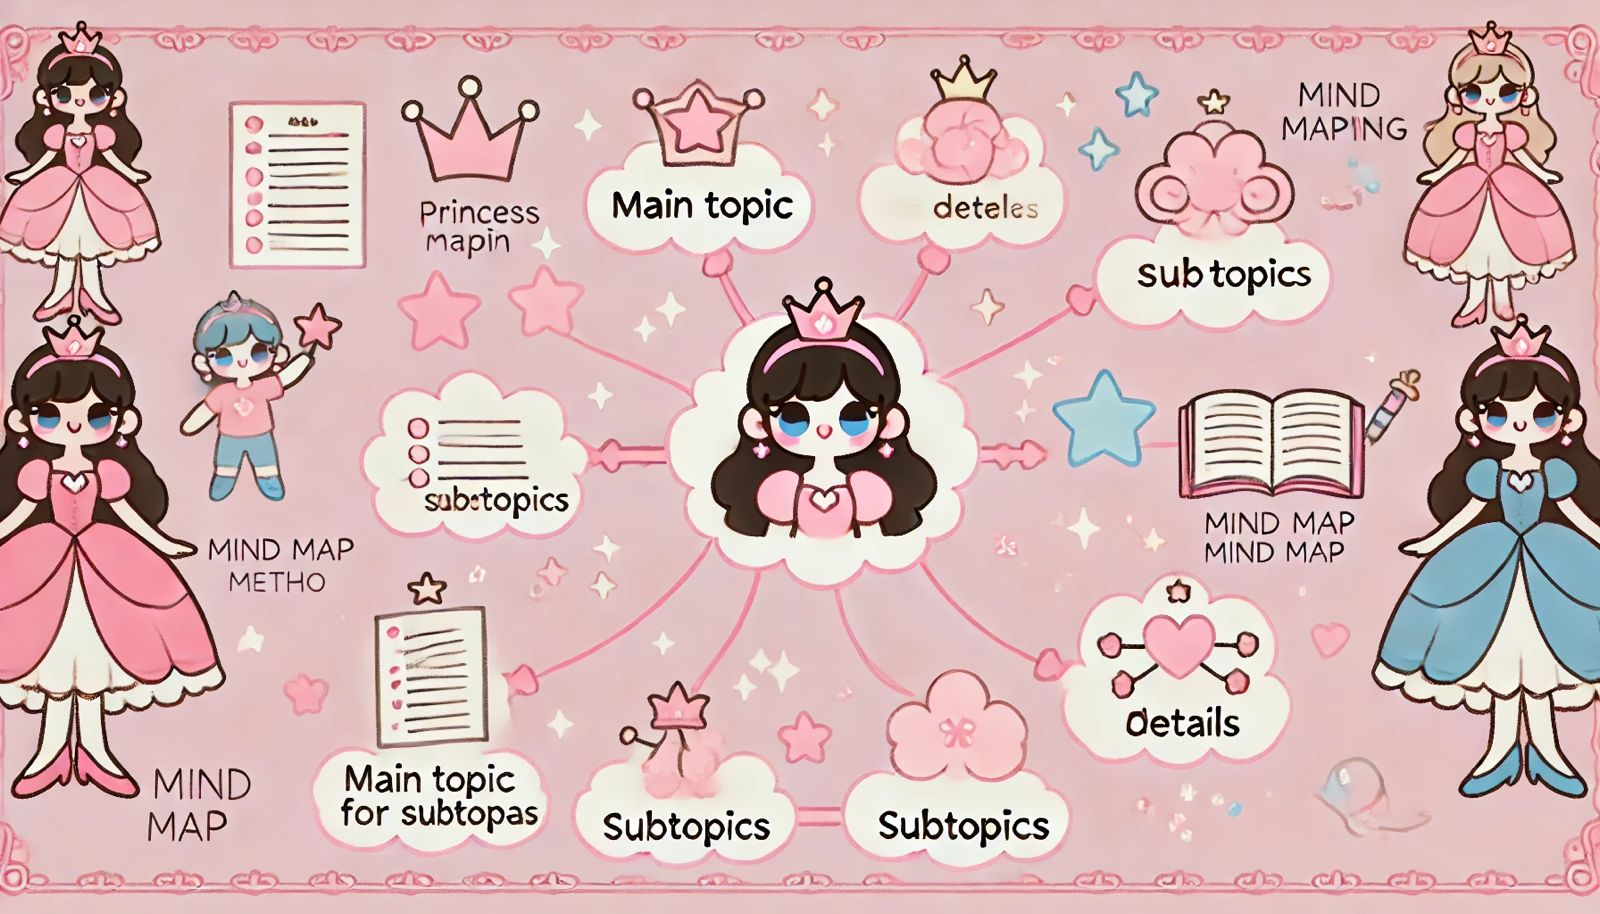 MIND
MAPING
Princess
mapin
Main topic
deteles
subtopics
sub:topics
MIND MAP
MIND MAP
MIND MAP
METHO
details
Main topic
for subtopas
Subtopics
Subtopics
MIND
MAP